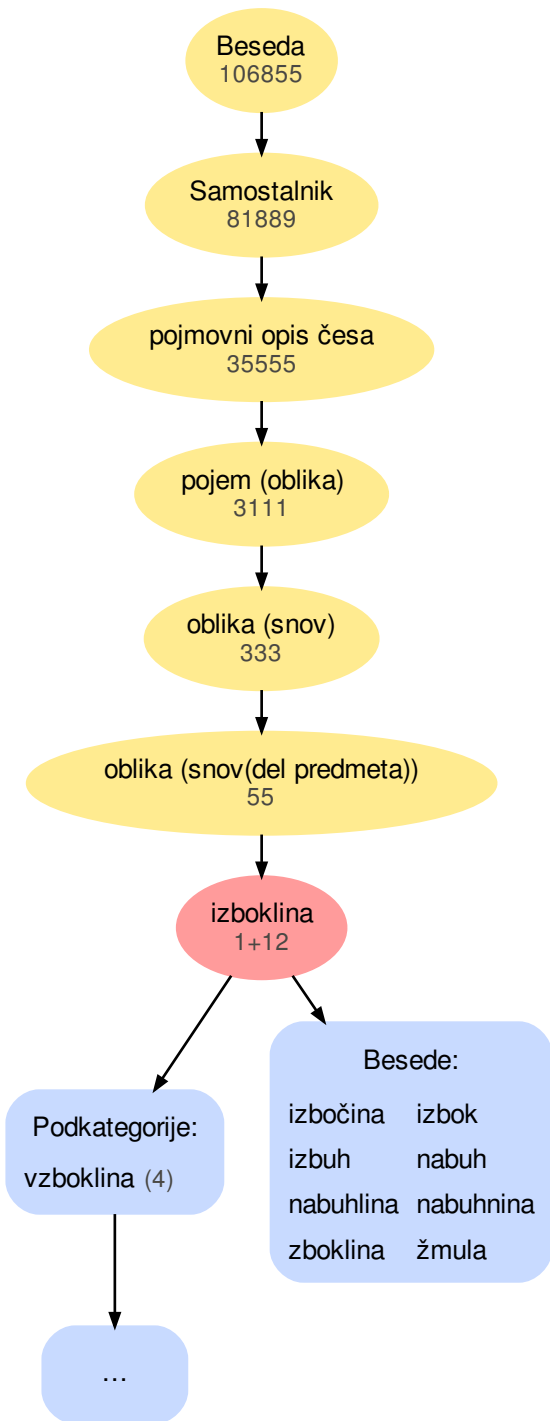 Beseda
106855
Samostalnik
81889
pojmovni opis česa
35555
pojem (oblika)
3111
oblika (snov)
333
oblika (snov(del predmeta))
55
izboklina
1+12
Podkategorije:
vzboklina (4)
...
Besede:
izbočina izbok
izbuh nabuh
nabuhlina nabuhnina
zboklina žmula